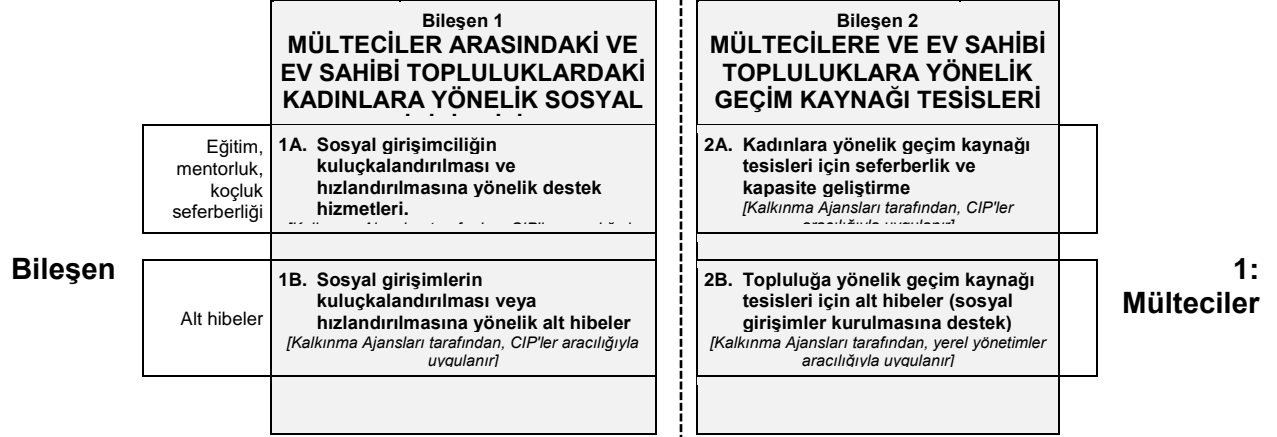 Bileşen 1
MÜLTECİLER ARASINDAKİ VE
EV SAHİBİ TOPLULUKLARDAKİ
KADINLARA YÖNELİK SOSYAL
Bileşen 2
MÜLTECİLERE VE EV SAHİBİ
TOPLULUKLARA YÖNELİK
GEÇİM KAYNAĞI TESİSLERİ
Eğitim,
mentorluk,
koçluk
seferberliği
1A. Sosyal girişimciliğin
kuluçkalandırılması ve
hızlandırılmasına yönelik destek
hizmetleri.
2A. Kadınlara yönelik geçim kaynağı
tesisleri için seferberlik ve
kapasite geliştirme
[Kalkınma Ajansları tarafından, CIP'ler
aracılığıyla uygulanır]
Bileşen
1:
Mülteciler
Alt hibeler
1B. Sosyal girişimlerin
kuluçkalandırılması veya
hızlandırılmasına yönelik alt hibeler
[Kalkınma Ajansları tarafından, CIP'ler aracılığıyla
uygulanır]
2B. Topluluğa yönelik geçim kaynağı
tesisleri için alt hibeler (sosyal
girişimler kurulmasına destek)
[Kalkınma Ajansları tarafından, yerel yönetimler
aracılığıyla uygulanır]